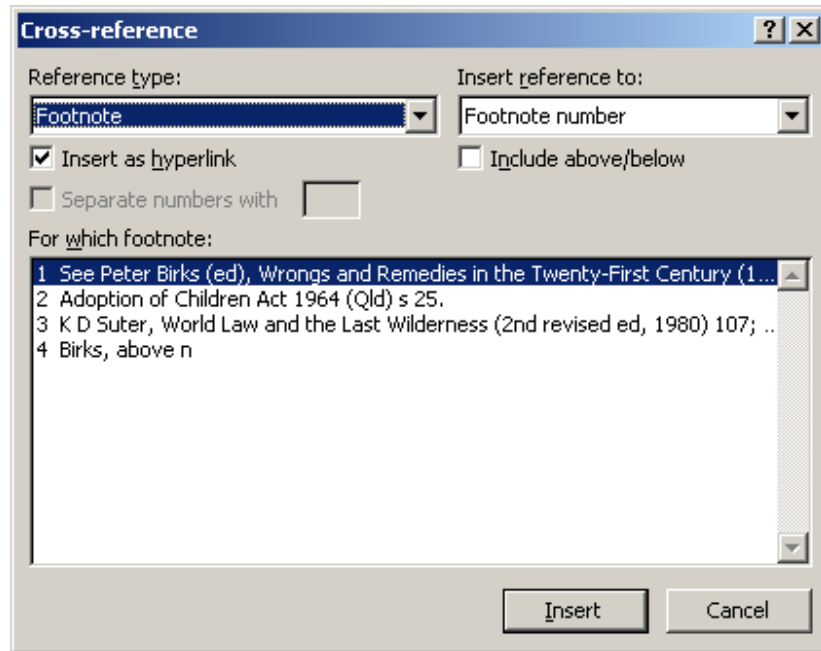 Cross-reference
Reference type:
Insert reference to:
Footnote
Footnote number
Insert as hyperlink
Include above/below
Separate numbers with
For which footnote:
1 See Peter Birks (ed), Wrongs and Remedies in the Twenty-First Century (1...
2 Adoption of Children Act 1964 (Qld) s 25.
3 K D Suter, World Law and the Last Wilderness (2nd revised ed, 1980) 107; ..
4 Birks, above n
Insert
Cancel